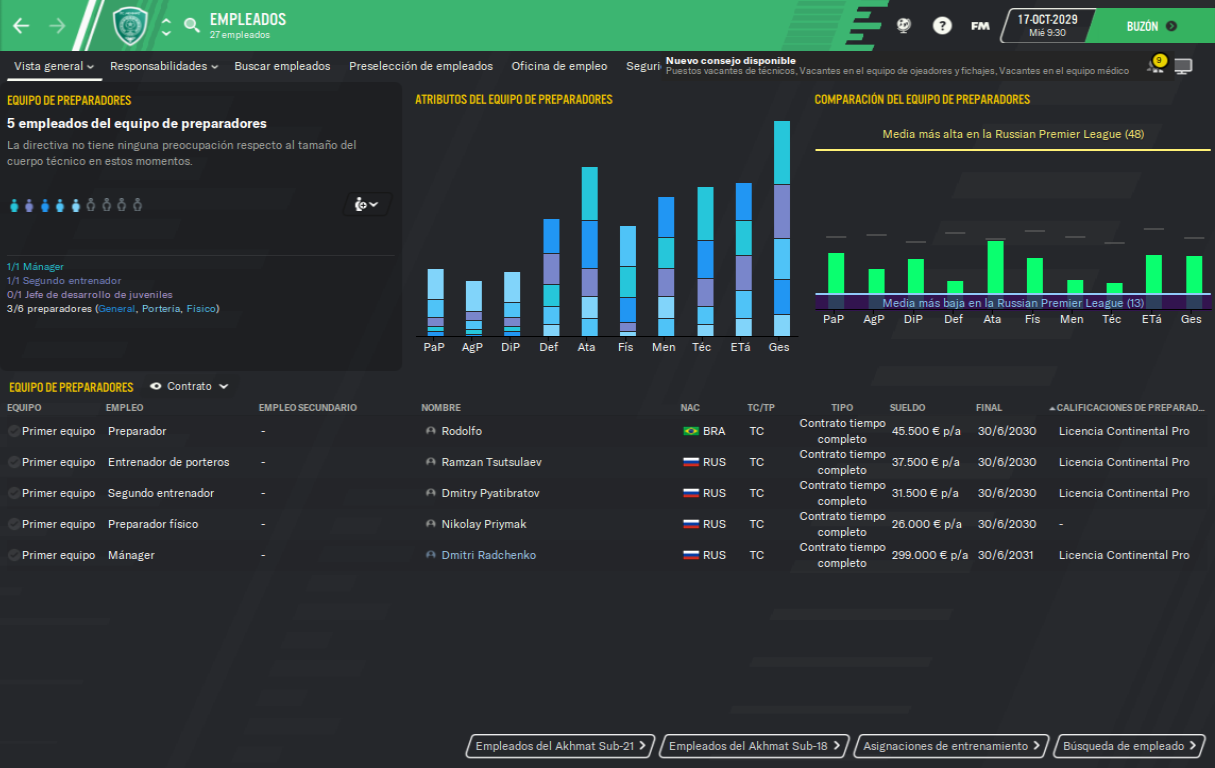 EMPLEADOS
27 empleados
FM
17-OCT-2029
Mié 9:30
BUZÓN
Vista general
Responsabilidades
Buscar empleados
Preselección de empleados
Oficina de empleo
Seguri
Nuevo consejo disponible
Puestos vacantes de técnicos, Vacantes en el equipo de ojeadores y fichajes, Vacantes en el equipo médico
9
EQUIPO DE PREPARADORES
5 empleados del equipo de preparadores
La directiva no tiene ninguna preocupación respecto al tamaño del
cuerpo técnico en estos momentos.
1/1 Mánager
1/1 Segundo entrenador
0/1 Jefe de desarrollo de juveniles
3/6 preparadores (General, Portería, Físico)
ATRIBUTOS DEL EQUIPO DE PREPARADORES
PaP AgP DiP Def Ata Fís Men Téc ETá Ges
COMPARACIÓN DEL EQUIPO DE PREPARADORES
Media más alta en la Russian Premier League (48)
Media más baja en la Russian Premier League (13)
PaP AgP DiP Def Ata Fís Men Téc ETá Ges
EQUIPO DE PREPARADORES Contrato
EQUIPO EMPLEO EMPLEO SECUNDARIO NOMBRE NAC TC/TP TIPO SUELDO FINAL CALIFICACIONES DE PREPARAD...
Primer equipo Preparador - Rodolfo BRA TC Contrato tiempo completo 45.500 € p/a 30/6/2030 Licencia Continental Pro
Primer equipo Entrenador de porteros - Ramzan Tsutsulaev RUS TC Contrato tiempo completo 37.500 € p/a 30/6/2030 Licencia Continental Pro
Primer equipo Segundo entrenador - Dmitry Pyatibratov RUS TC Contrato tiempo completo 31.500 € p/a 30/6/2030 Licencia Continental Pro
Primer equipo Preparador físico - Nikolay Priymak RUS TC Contrato tiempo completo 26.000 € p/a 30/6/2030 -
Primer equipo Mánager - Dmitri Radchenko RUS TC Contrato tiempo completo 299.000 € p/a 30/6/2031 Licencia Continental Pro
Empleados del Akhmat Sub-21
Empleados del Akhmat Sub-18
Asignaciones de entrenamiento
Búsqueda de empleado